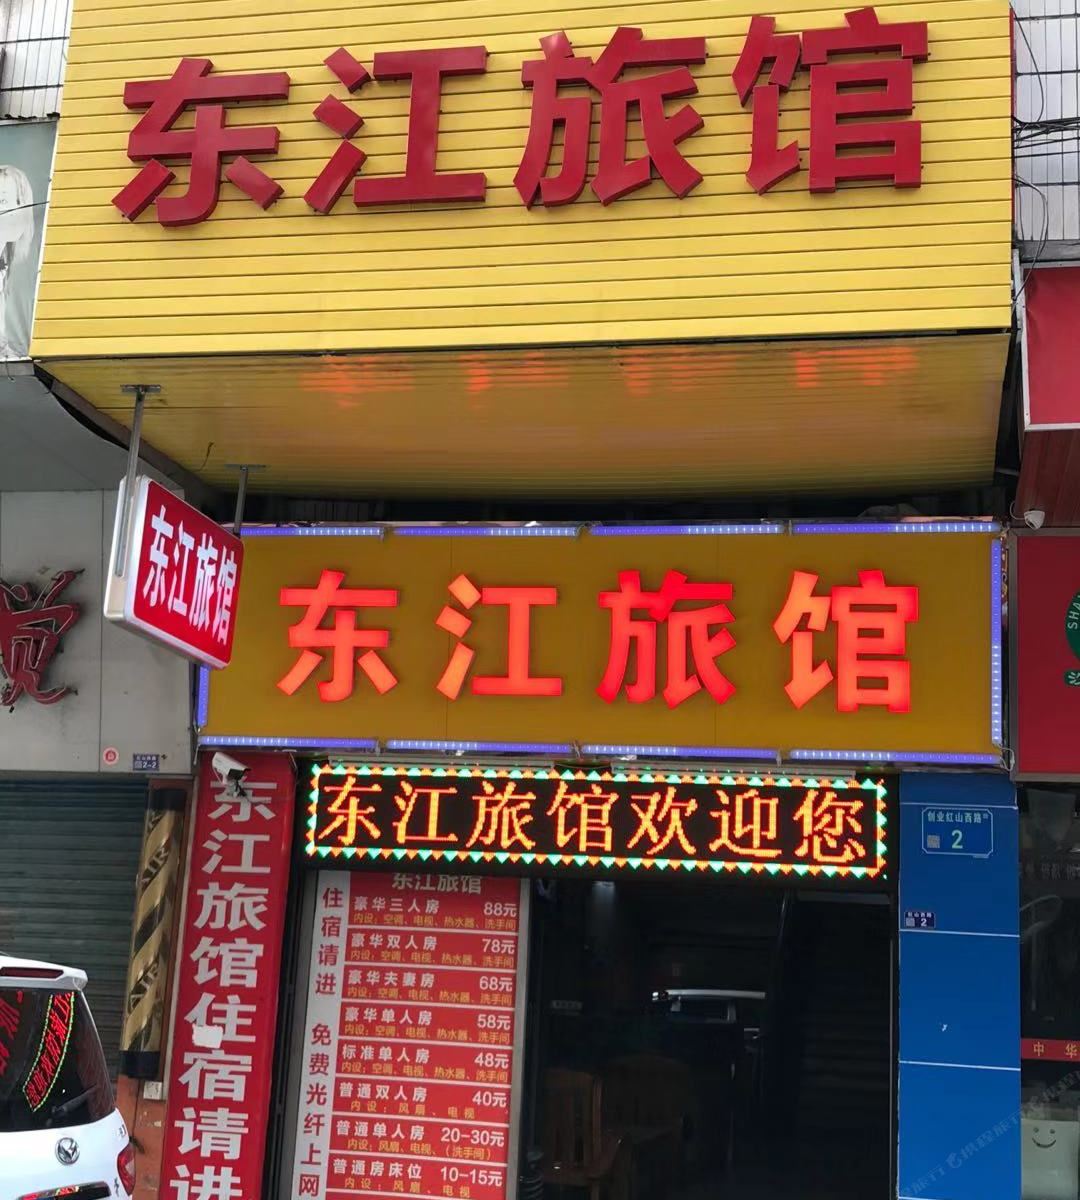 东江旅馆
东江旅馆
东江旅馆
东江旅馆欢迎您
东江旅馆住宿请进
住宿请进 免费光纤上网
东江旅馆
豪华三人房 88元
内设：空调、电视、热水器、洗手间
豪华双人房 78元
内设：空调、电视、热水器、洗手间
豪华夫妻房 68元
内设：空调、电视、热水器、洗手间
豪华单人房 58元
内设：空调、电视、热水器、洗手间
标准单人房 48元
内设：空调、电视、热水器、洗手间
普通双人房 40元
内设：风扇、电视
普通单人房 20-30元
内设：风扇、电视、（洗手间）
普通房床位 10-15元
风扇、电视
创业红山西路
2
红山西路
2
2-2
SHA
中华